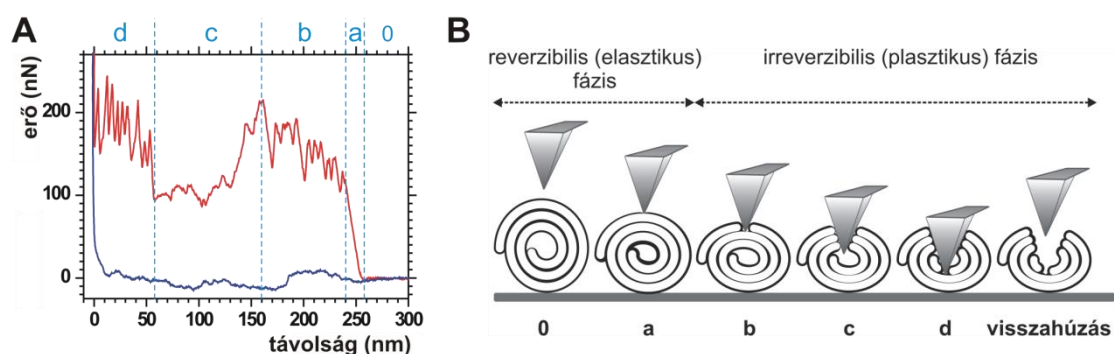 A
d c b a 0
erő (nN)
200
100
0
0 50 100 150 200 250 300
távolság (nm)
B
reverzibilis (elasztikus)
fázis
irreverzibilis (plasztikus) fázis
0 a b c d visszahúzás